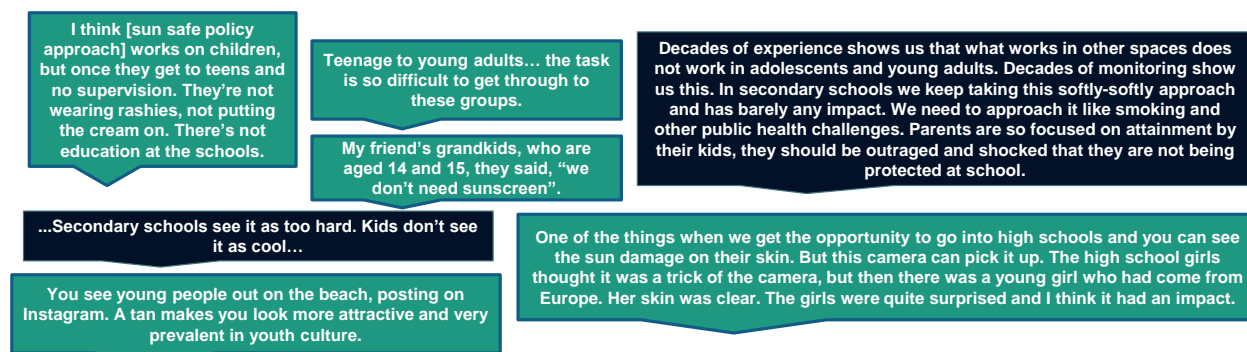 I think [sun safe policy
approach] works on children,
but once they get to teens and
no supervision. They’re not
wearing rashies, not putting
the cream on. There’s not
education at the schools.
Teenage to young adults… the task
is so difficult to get through to
these groups.
My friend’s grandkids, who are
aged 14 and 15, they said, “we
don’t need sunscreen”.
Decades of experience shows us that what works in other spaces does
not work in adolescents and young adults. Decades of monitoring show
us this. In secondary schools we keep taking this softly-softly approach
and has barely any impact. We need to approach it like smoking and
other public health challenges. Parents are so focused on attainment by
their kids, they should be outraged and shocked that they are not being
protected at school.
...Secondary schools see it as too hard. Kids don’t see
it as cool…
You see young people out on the beach, posting on
Instagram. A tan makes you look more attractive and very
prevalent in youth culture.
One of the things when we get the opportunity to go into high schools and you can see
the sun damage on their skin. But this camera can pick it up. The high school girls
thought it was a trick of the camera, but then there was a young girl who had come from
Europe. Her skin was clear. The girls were quite surprised and I think it had an impact.